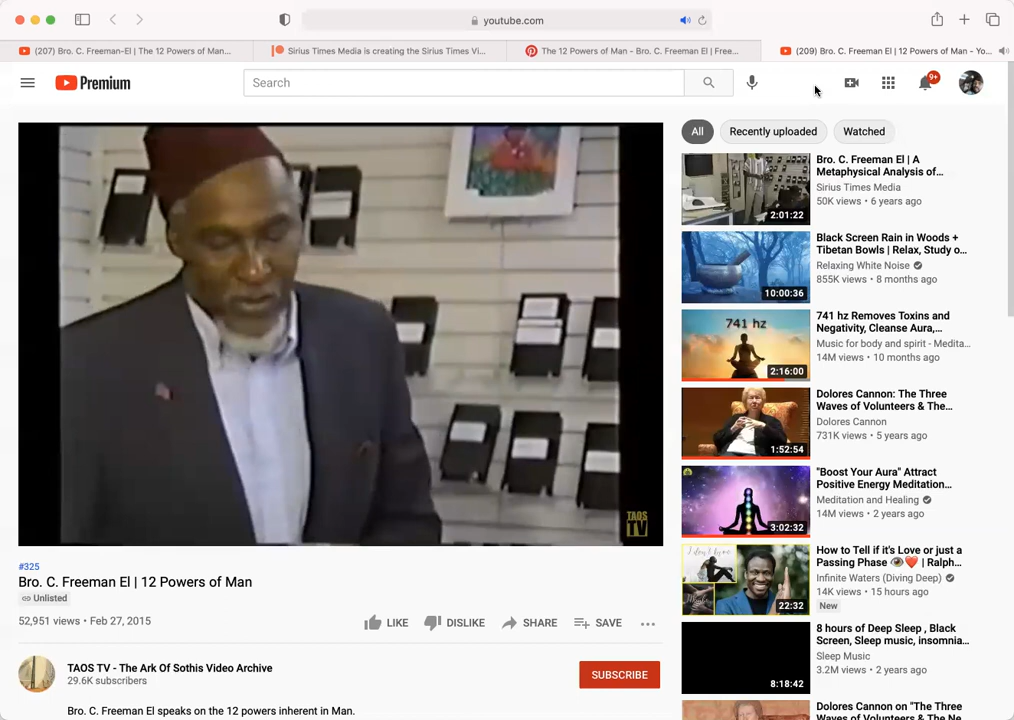 youtube.com
(207) Bro. C. Freeman-El | The 12 Powers of Man...
Sirius Times Media is creating the Sirius Times Vi...
The 12 Powers of Man - Bro. C. Freeman El | Free...
(209) Bro. C. Freeman El | 12 Powers of Man - Yo...
Premium
Search
9+
All
Recently uploaded
Watched
TAOS
TV
#325
Bro. C. Freeman El | 12 Powers of Man
Unlisted
52,951 views • Feb 27, 2015
LIKE
DISLIKE
SHARE
SAVE
TAOS TV - The Ark Of Sothis Video Archive
29.6K subscribers
SUBSCRIBE
Bro. C. Freeman El speaks on the 12 powers inherent in Man.
2:01:22
Bro. C. Freeman El | A
Metaphysical Analysis of...
Sirius Times Media
50K views • 6 years ago
10:00:36
Black Screen Rain in Woods +
Tibetan Bowls | Relax, Study o...
Relaxing White Noise
855K views • 8 months ago
741 hz
2:16:00
741 hz Removes Toxins and
Negativity, Cleanse Aura,...
Music for body and spirit - Medita...
14M views • 10 months ago
1:52:54
Dolores Cannon: The Three
Waves of Volunteers & The...
Dolores Cannon
731K views • 5 years ago
3:02:32
"Boost Your Aura" Attract
Positive Energy Meditation...
Meditation and Healing
14M views • 2 years ago
22:32
How to Tell if it's Love or just a
Passing Phase 👁️❤️ | Ralph...
Infinite Waters (Diving Deep)
14K views • 15 hours ago
New
8:18:42
8 hours of Deep Sleep , Black
Screen, Sleep music, insomnia...
Sleep Music
3.2M views • 2 years ago
Dolores Cannon on "The Three
Waves of Volunteers & The Ne